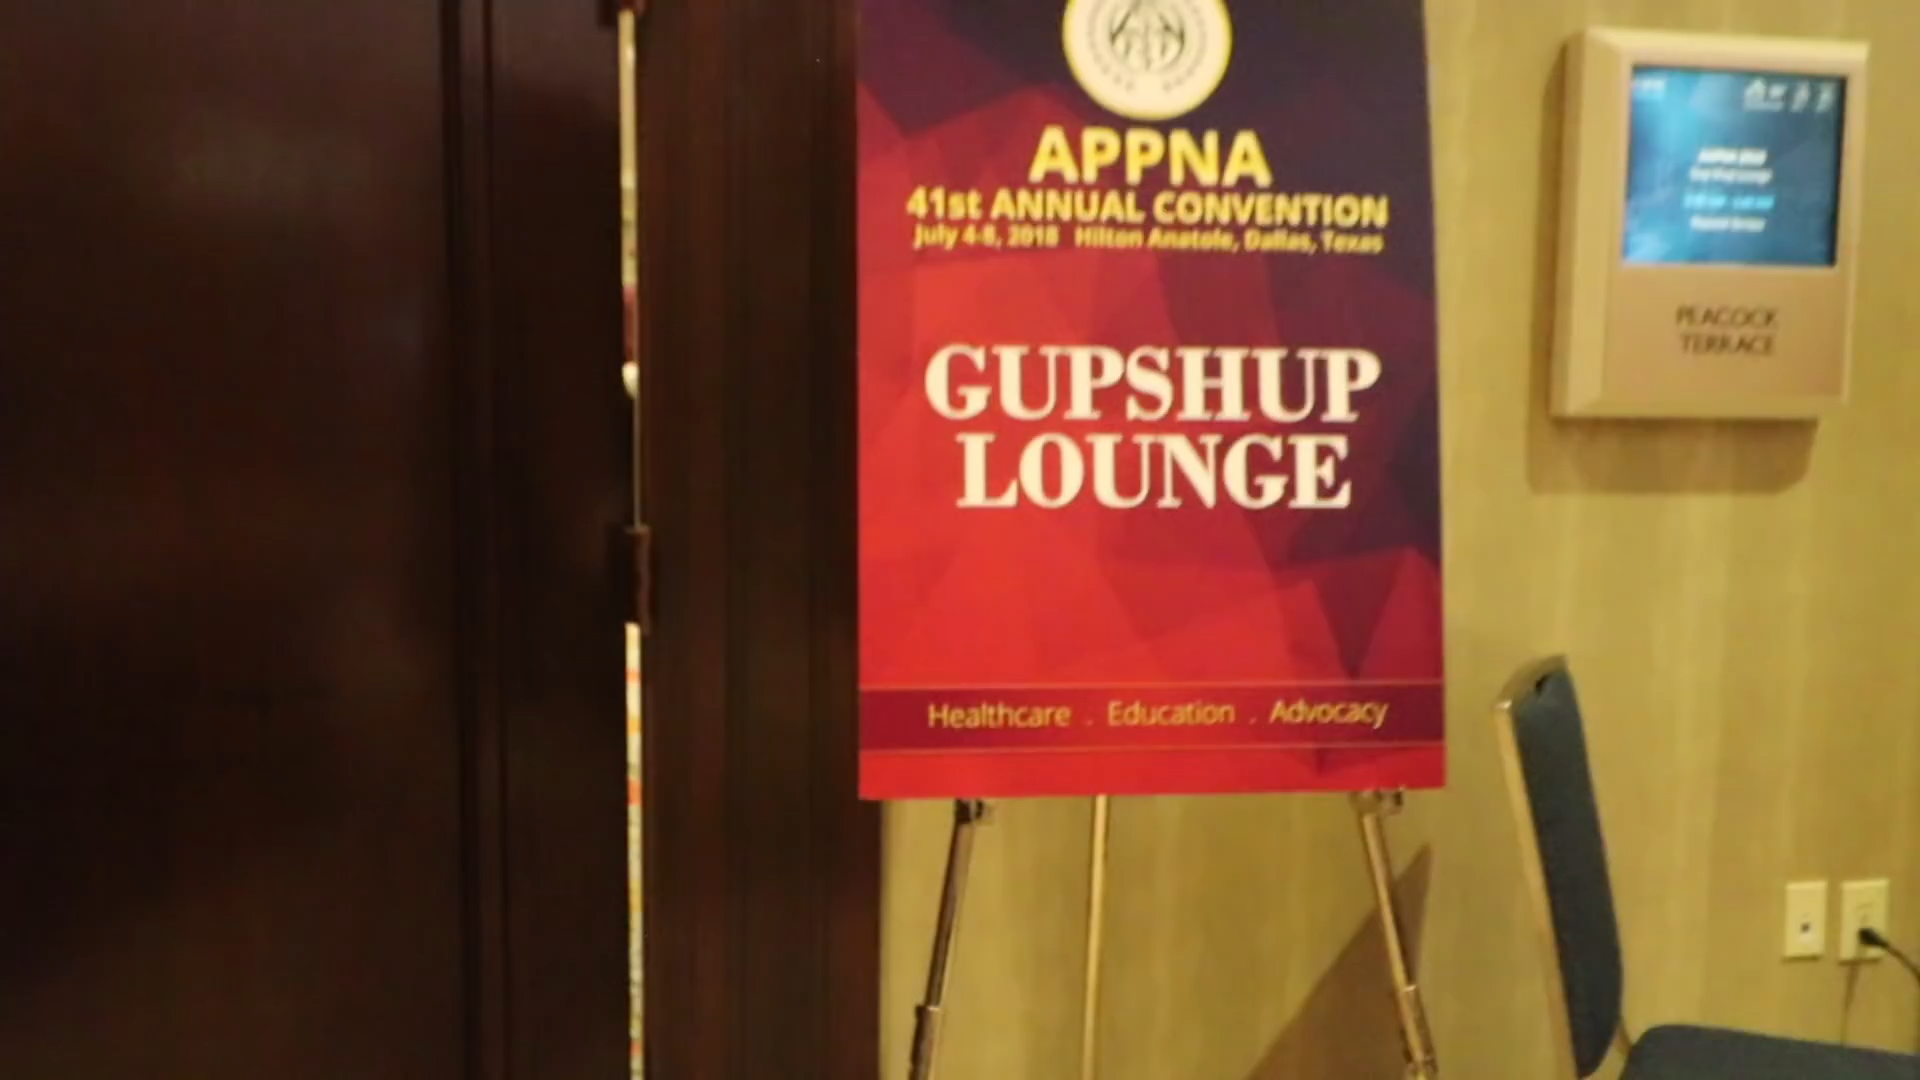 APPNA
41st ANNUAL CONVENTION
July 4-8, 2018 Hilton Anatole, Dallas, Texas
GUPSHUP
LOUNGE
Healthcare . Education . Advocacy
PEACOCK
TERRACE